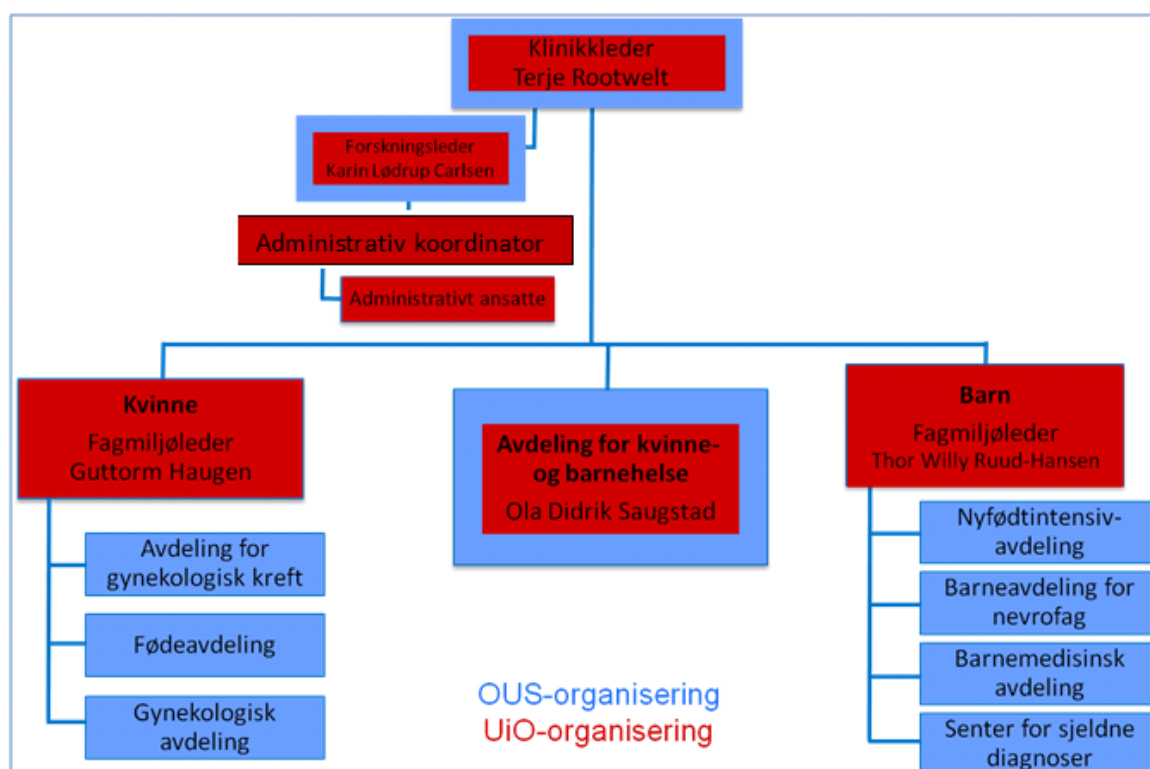 Klinikkleder
Terje Rootwelt
Forskningsleder
Karin Lødrup Carlsen
Administrativ koordinator
Administrativt ansatte
Kvinne
Fagmiljøleder
Guttorm Haugen
Avdeling for
gynekologisk kreft
Fødeavdeling
Gynekologisk
avdeling
Avdeling for kvinne-
og barnehelse
Ola Didrik Saugstad
Barn
Fagmiljøleder
Thor Willy Ruud-Hansen
Nyfødtintensiv-
avdeling
Barneavdeling for
nevrofag
Barnemedisinsk
avdeling
Senter for sjeldne
diagnoser
OUS-organisering
UiO-organisering